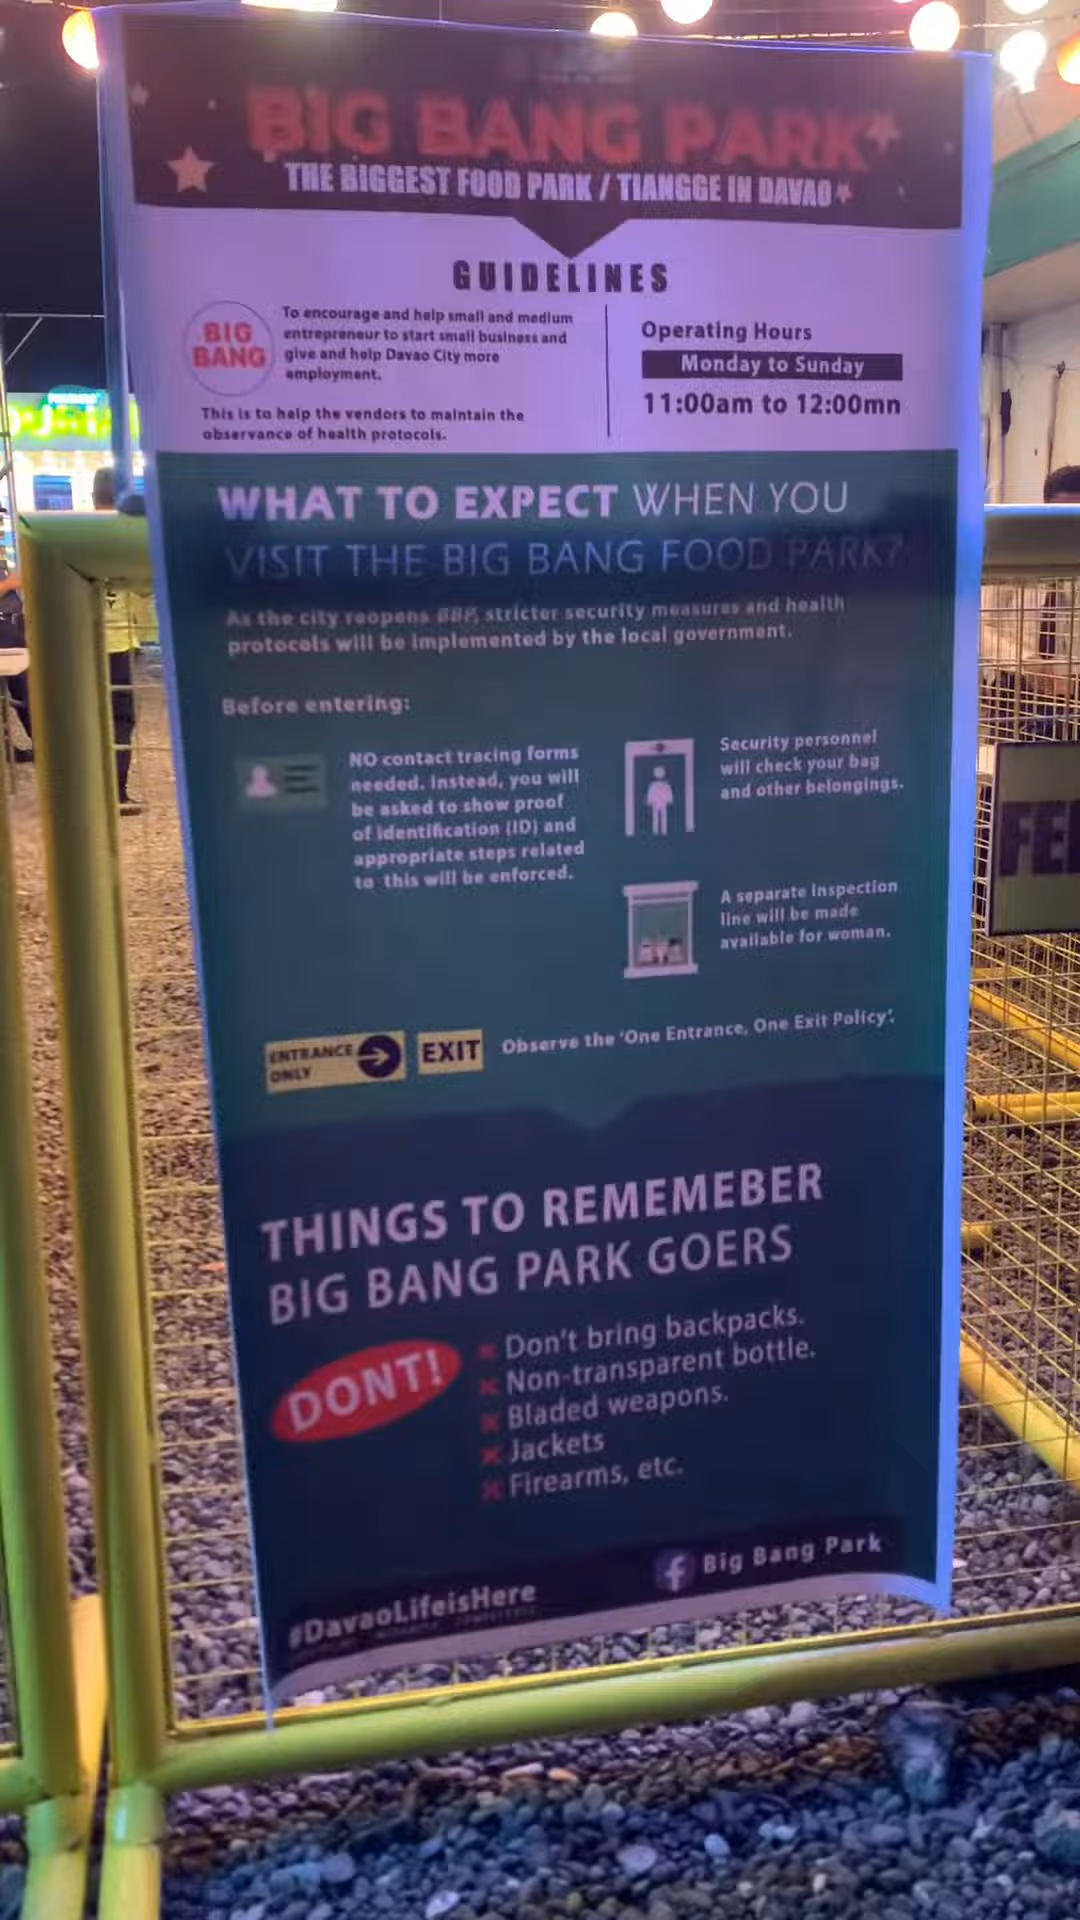 BIG BANG PARK
THE BIGGEST FOOD PARK / TIANGGE IN DAVAO
GUIDELINES
BIG
BANG
To encourage and help small and medium
entrepreneur to start small business and
give and help Davao City more
employment.
This is to help the vendors to maintain the
observance of health protocols.
Operating Hours
Monday to Sunday
11:00am to 12:00mn
WHAT TO EXPECT WHEN YOU
VISIT THE BIG BANG FOOD PARK?
As the city reopens BBP, stricter security measures and health
protocols will be implemented by the local government.
Before entering:
NO contact tracing forms
needed. Instead, you will
be asked to show proof
of identification (ID) and
appropriate steps related
to this will be enforced.
Security personnel
will check your bag
and other belongings.
A separate inspection
line will be made
available for woman.
ENTRANCE
ONLY
EXIT
Observe the 'One Entrance, One Exit Policy'.
THINGS TO REMEMEBER
BIG BANG PARK GOERS
DONT!
Don't bring backpacks.
Non-transparent bottle.
Bladed weapons.
Jackets
Firearms, etc.
f Big Bang Park
#DavaoLifeisHere
FE